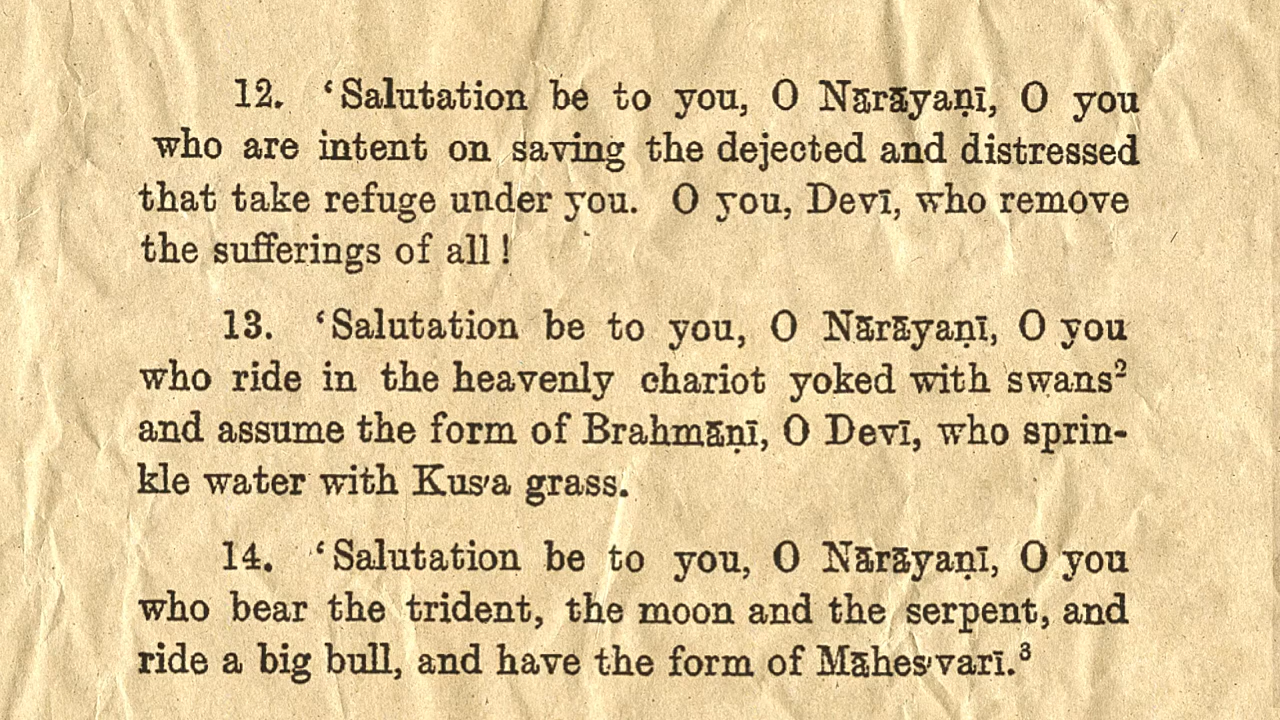 12. ‘Salutation be to you, O Nārāyaṇī, O you
who are intent on saving the dejected and distressed
that take refuge under you. O you, Devī, who remove
the sufferings of all !
13. ‘Salutation be to you, O Nārāyaṇī, O you
who ride in the heavenly chariot yoked with swans²
and assume the form of Brahmāṇī, O Devī, who sprin-
kle water with Kus'a grass.
14. ‘Salutation be to you, O Nārāyaṇī, O you
who bear the trident, the moon and the serpent, and
ride a big bull, and have the form of Māhes'varī.³